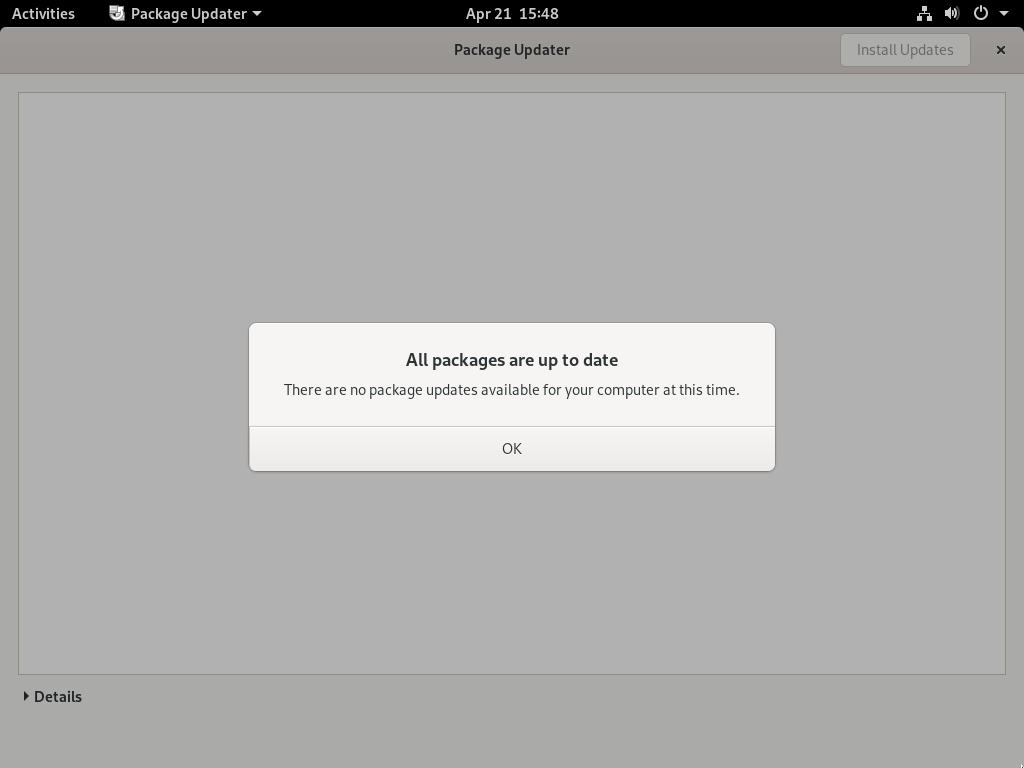 Activities Package Updater Apr 21 15:48
Package Updater Install Updates
All packages are up to date
There are no package updates available for your computer at this time.
OK
Details